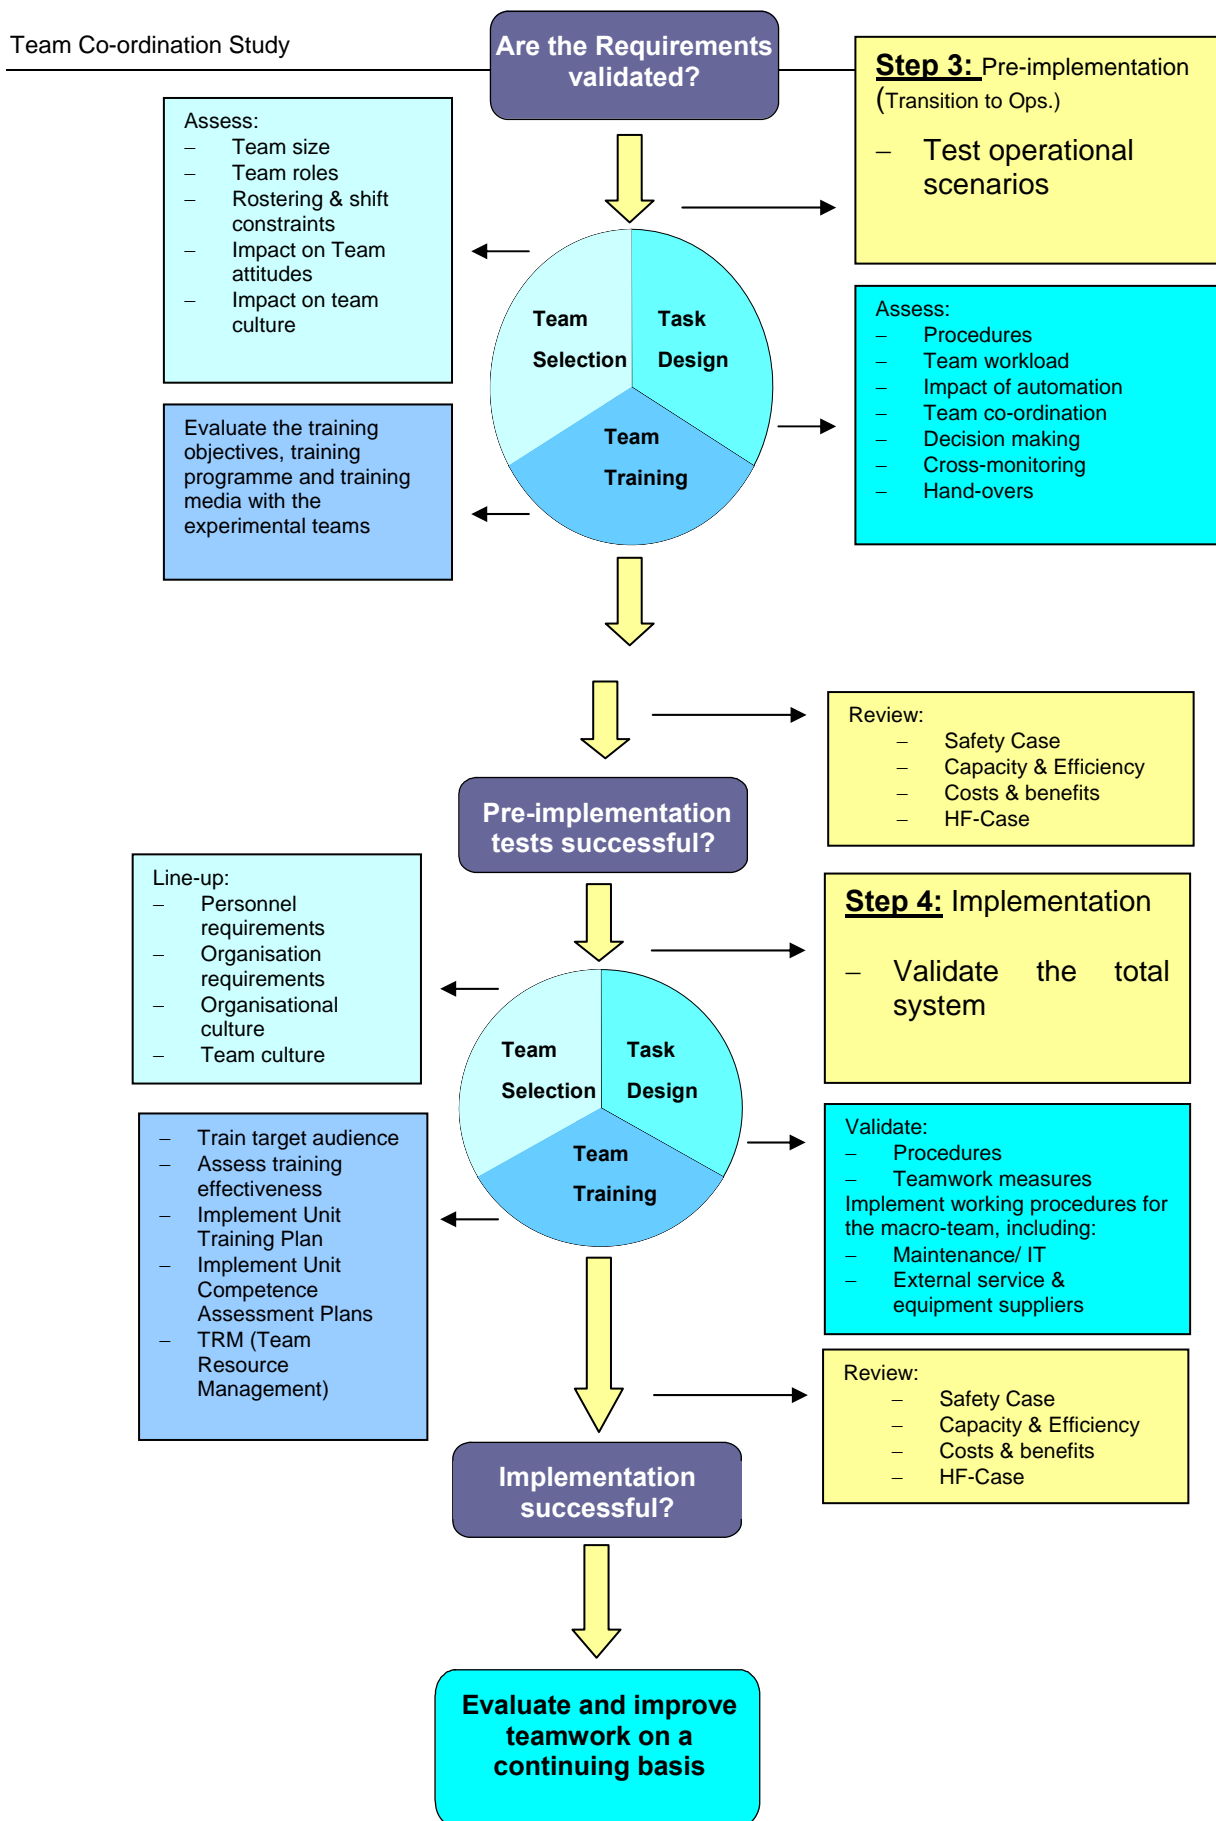 Team Co-ordination Study
Are the Requirements
validated?
Step 3: Pre-implementation
(Transition to Ops.)
– Test operational
scenarios
Assess:
– Team size
– Team roles
– Rostering & shift
constraints
– Impact on Team
attitudes
– Impact on team
culture
Team
Selection
Task
Design
Team
Training
Assess:
– Procedures
– Team workload
– Impact of automation
– Team co-ordination
– Decision making
– Cross-monitoring
– Hand-overs
Evaluate the training
objectives, training
programme and training
media with the
experimental teams
Review:
– Safety Case
– Capacity & Efficiency
– Costs & benefits
– HF-Case
Pre-implementation
tests successful?
Line-up:
– Personnel
requirements
– Organisation
requirements
– Organisational
culture
– Team culture
Step 4: Implementation
– Validate the total
system
Team
Selection
Task
Design
Team
Training
– Train target audience
– Assess training
effectiveness
– Implement Unit
Training Plan
– Implement Unit
Competence
Assessment Plans
– TRM (Team
Resource
Management)
Validate:
– Procedures
– Teamwork measures
Implement working procedures for
the macro-team, including:
– Maintenance/ IT
– External service &
equipment suppliers
Review:
– Safety Case
– Capacity & Efficiency
– Costs & benefits
– HF-Case
Implementation
successful?
Evaluate and improve
teamwork on a
continuing basis